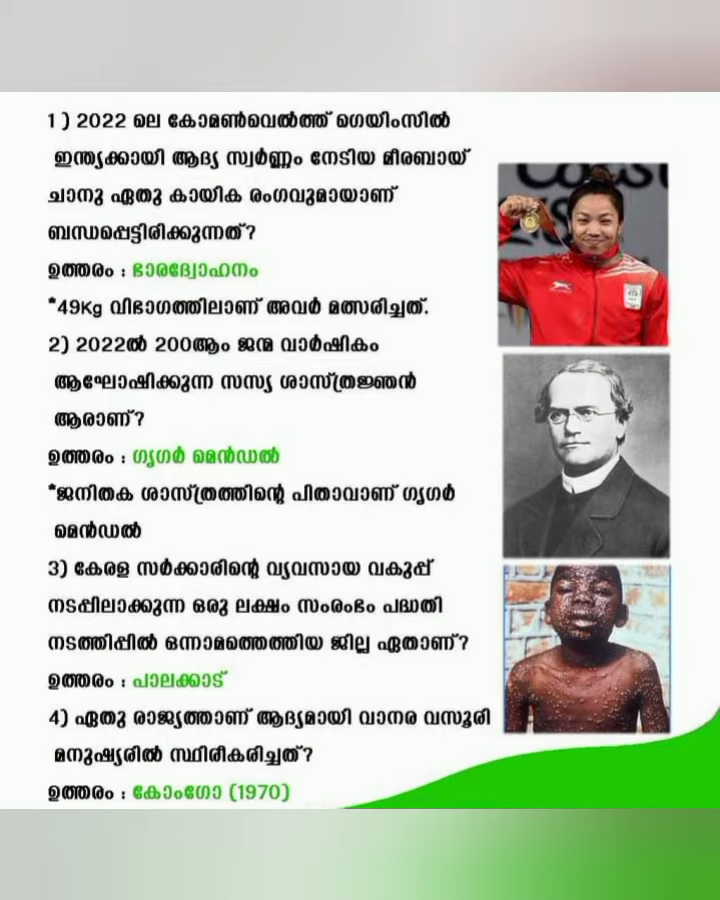 1 ) 2022 ലെ കോമൺവെൽത്ത് ഗെയിംസിൽ
ഇന്ത്യക്കായി ആദ്യ സ്വർണ്ണം നേടിയ മീരബായ്
ചാനു ഏതു കായിക രംഗവുമായാണ്
ബന്ധപ്പെട്ടിരിക്കുന്നത്?
ഉത്തരം : ഭാരദ്വോഹനം
*49Kg വിഭാഗത്തിലാണ് അവർ മത്സരിച്ചത്.
2) 2022ൽ 200ആം ജന്മ വാർഷികം
ആഘോഷിക്കുന്ന സസ്യ ശാസ്ത്രജ്ഞൻ
ആരാണ്?
ഉത്തരം : ഗൃഗർ മെൻഡൽ
*ജനിതക ശാസ്ത്രത്തിന്റെ പിതാവാണ് ഗൃഗർ
മെൻഡൽ
3) കേരള സർക്കാരിന്റെ വ്യവസായ വകുപ്പ്
നടപ്പിലാക്കുന്ന ഒരു ലക്ഷം സംരംഭം പദ്ധതി
നടത്തിപ്പിൽ ഒന്നാമത്തെത്തിയ ജില്ല ഏതാണ്?
ഉത്തരം : പാലക്കാട്
4) ഏതു രാജ്യത്താണ് ആദ്യമായി വാനര വസൂരി
മനുഷ്യരിൽ സ്ഥിരീകരിച്ചത്?
ഉത്തരം : കോംഗോ (1970)